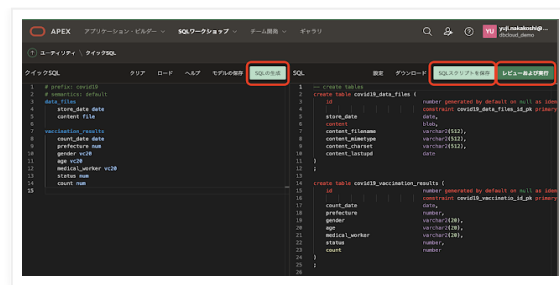 APEX アプリケーション・ビルダー SQLワークショップ チーム開発 ギャラリ YU yuji.nakakoshi@... dbcloud_demo
ユーティリティ \ クイックSQL
クイックSQL クリア ロード ヘルプ モデルの保存 SQLの生成 SQL 設定 ダウンロード SQLスクリプトを保存 レビューおよび実行
1 # prefix: covid19
2 # semantics: default
3 data_files
4 store_date date
5 content file
6
7 vaccination_results
8 count_date date
9 prefecture num
10 gender vc20
11 age vc20
12 medical_worker vc20
13 status num
14 count num
15
1 -- create tables
2 create table covid19_data_files (
3 id number generated by default on null as iden
4 constraint covid19_data_files_id_pk primary
5 store_date date,
6 content blob,
7 content_filename varchar2(512),
8 content_mimetype varchar2(512),
9 content_charset varchar2(512),
10 content_lastupd date
11 )
12 ;
13
14 create table covid19_vaccination_results (
15 id number generated by default on null as iden
16 constraint covid19_vaccinatio_id_pk primary
17 count_date date,
18 prefecture number,
19 gender varchar2(20),
20 age varchar2(20),
21 medical_worker varchar2(20),
22 status number,
23 count number
24 )
25 ;
26